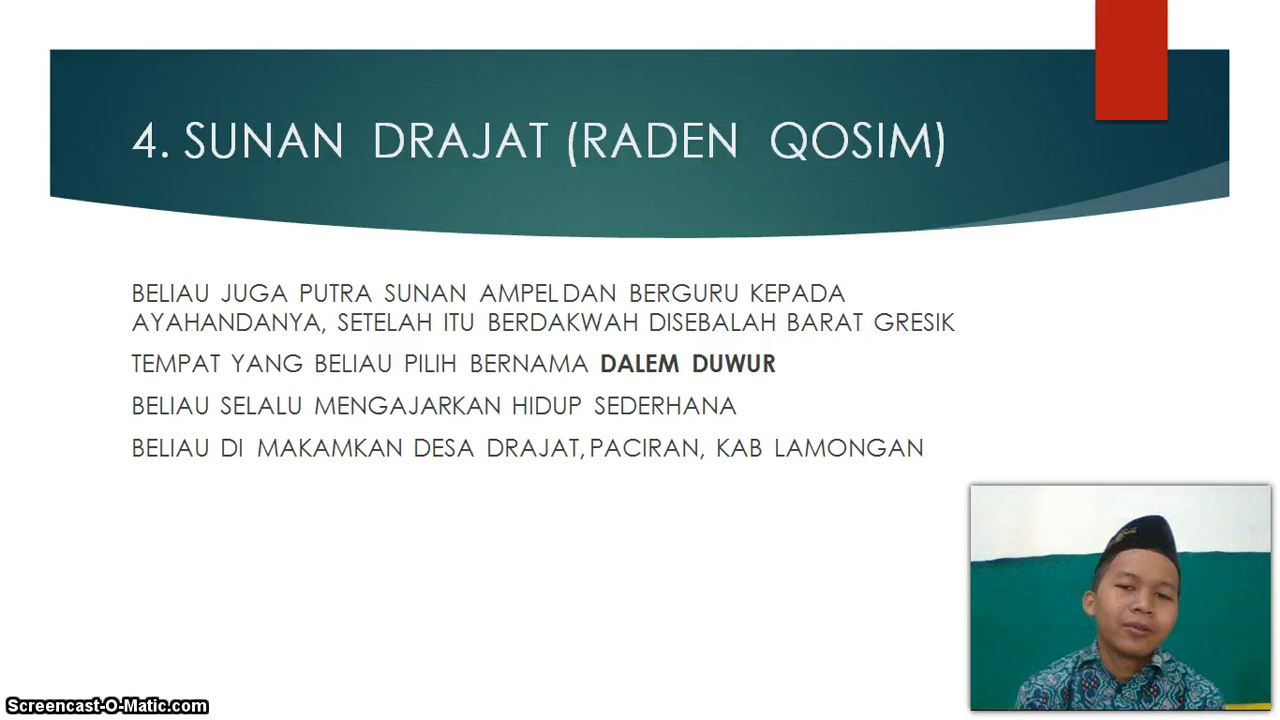 4. SUNAN DRAJAT (RADEN QOSIM)
BELIAU JUGA PUTRA SUNAN AMPEL DAN BERGURU KEPADA
AYAHANDANYA, SETELAH ITU BERDAKWAH DISEBALAH BARAT GRESIK
TEMPAT YANG BELIAU PILIH BERNAMA DALEM DUWUR
BELIAU SELALU MENGAJARKAN HIDUP SEDERHANA
BELIAU DI MAKAMKAN DESA DRAJAT, PACIRAN, KAB LAMONGAN
Screencast-O-Matic.com